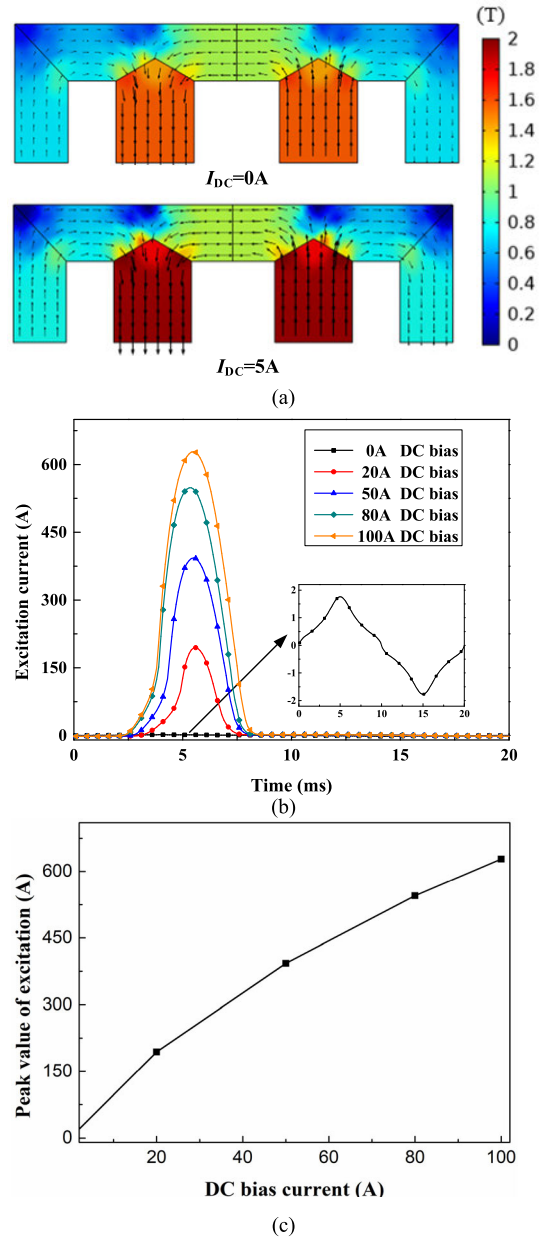 (T)
2
1.8
1.6
1.4
1.2
1
0.8
0.6
0.4
0.2
0
I_DC=0A
I_DC=5A
(a)
Excitation current (A)
600
450
300
150
0
0A DC bias
20A DC bias
50A DC bias
80A DC bias
100A DC bias
2
1
0
-1
-2
0 5 10 15 20
0 5 10 15 20
Time (ms)
(b)
Peak value of excitation (A)
600
450
300
150
0
20 40 60 80 100
DC bias current (A)
(c)